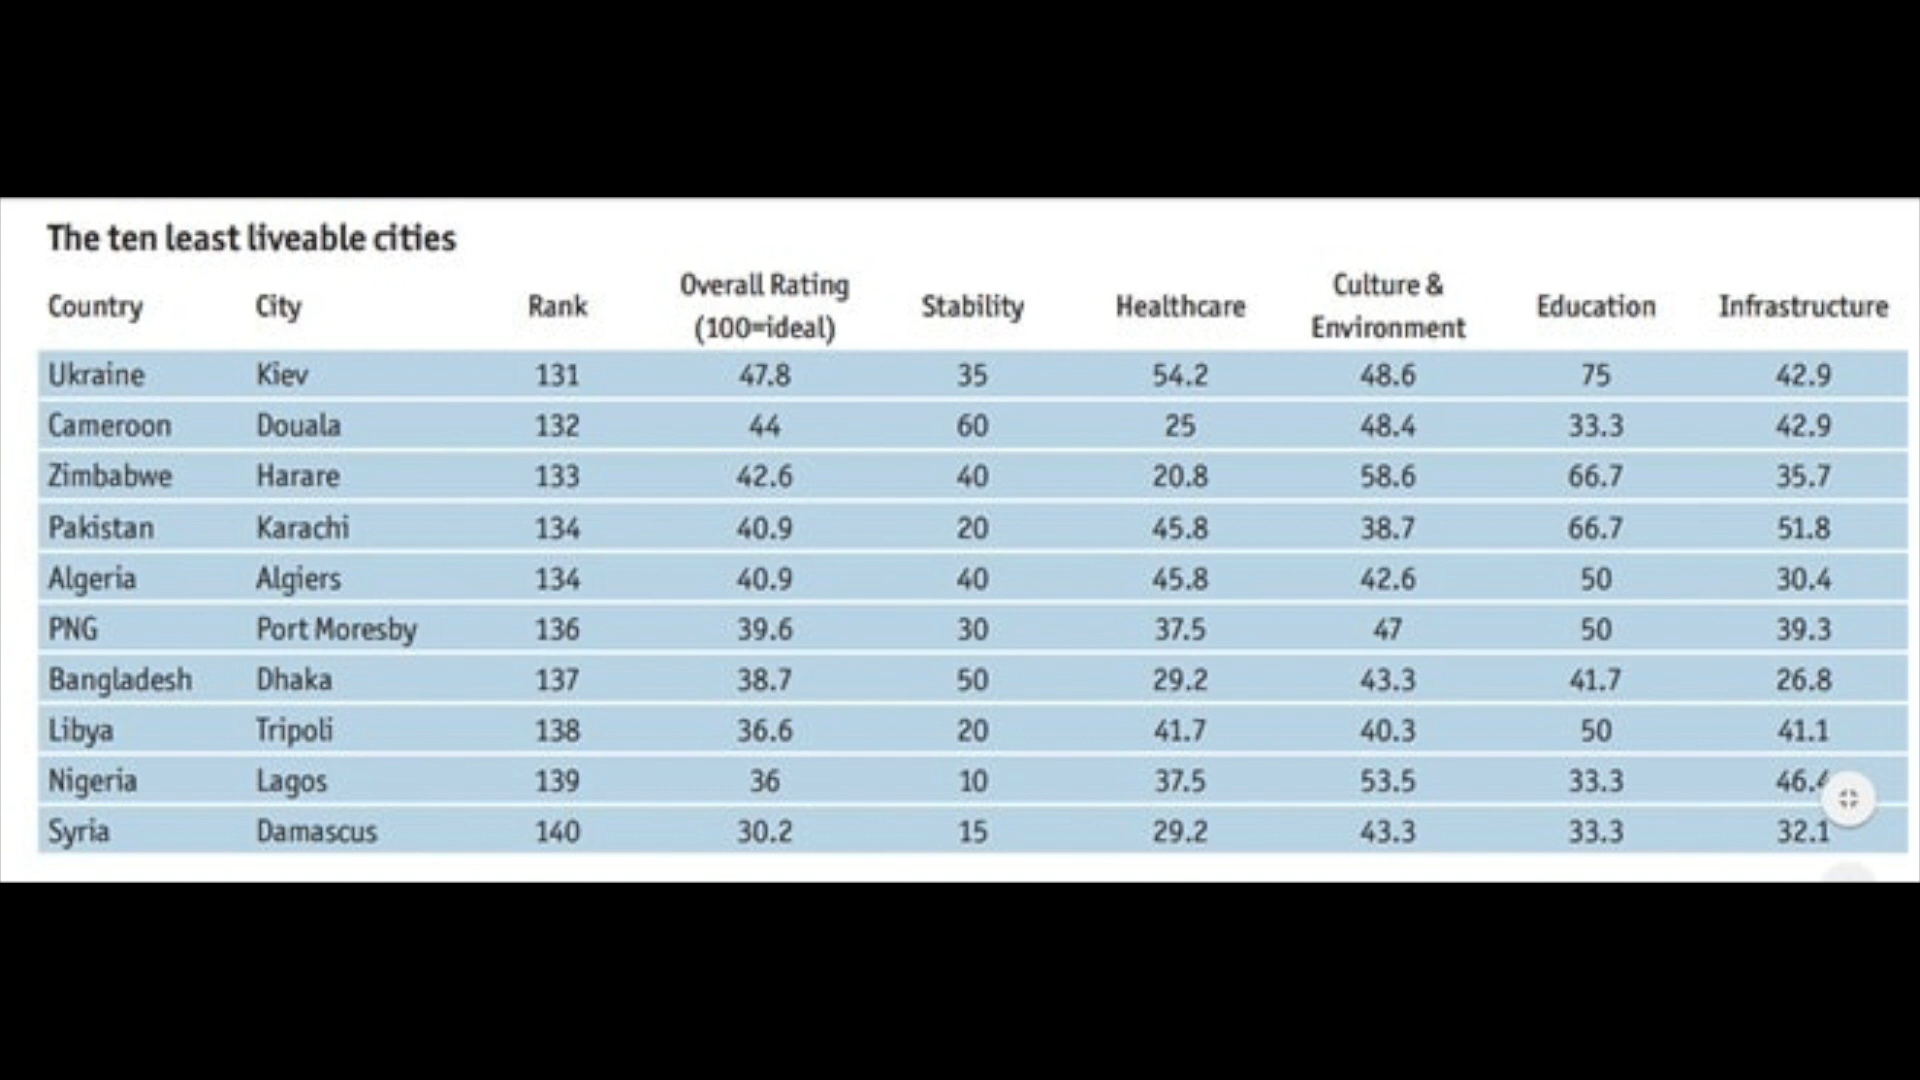 The ten least liveable cities
Country City Rank Overall Rating (100=ideal) Stability Healthcare Culture & Environment Education Infrastructure
Ukraine Kiev 131 47.8 35 54.2 48.6 75 42.9
Cameroon Douala 132 44 60 25 48.4 33.3 42.9
Zimbabwe Harare 133 42.6 40 20.8 58.6 66.7 35.7
Pakistan Karachi 134 40.9 20 45.8 38.7 66.7 51.8
Algeria Algiers 134 40.9 40 45.8 42.6 50 30.4
PNG Port Moresby 136 39.6 30 37.5 47 50 39.3
Bangladesh Dhaka 137 38.7 50 29.2 43.3 41.7 26.8
Libya Tripoli 138 36.6 20 41.7 40.3 50 41.1
Nigeria Lagos 139 36 10 37.5 53.5 33.3 46.4
Syria Damascus 140 30.2 15 29.2 43.3 33.3 32.1